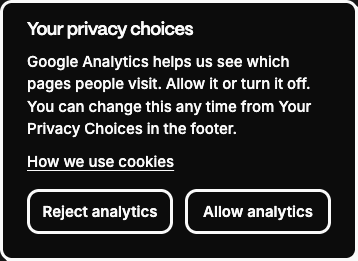 Your privacy choices
Google Analytics helps us see which
pages people visit. Allow it or turn it off.
You can change this any time from Your
Privacy Choices in the footer.
How we use cookies
Reject analytics
Allow analytics